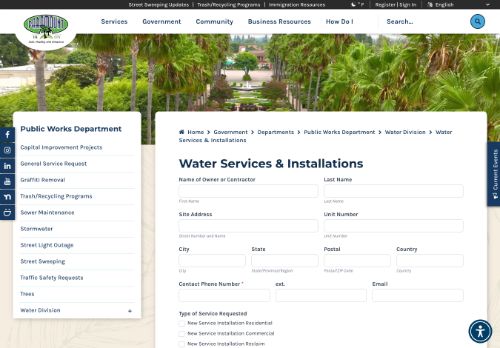 Street Sweeping Updates | Trash/Recycling Programs | Immigration Resources
°F | Register | Sign In English
PARAMOUNT
Services Government Community Business Resources How Do I Search...
Public Works Department
Capital Improvement Projects
General Service Request
Graffiti Removal
Trash/Recycling Programs
Sewer Maintenance
Stormwater
Street Light Outage
Street Sweeping
Traffic Safety Requests
Trees
Water Division +
Home > Government > Departments > Public Works Department > Water Division > Water
Services & Installations
Water Services & Installations
Name of Owner or Contractor Last Name
First Name Last Name
Site Address Unit Number
Street Number and Name Unit Number
City State Postal Country
City State/Province/Region Postal/ZIP Code Country
Contact Phone Number * ext. Email
Type of Service Requested
New Service Installation Residential
New Service Installation Commercial
New Service Installation Reclaim
Current Events